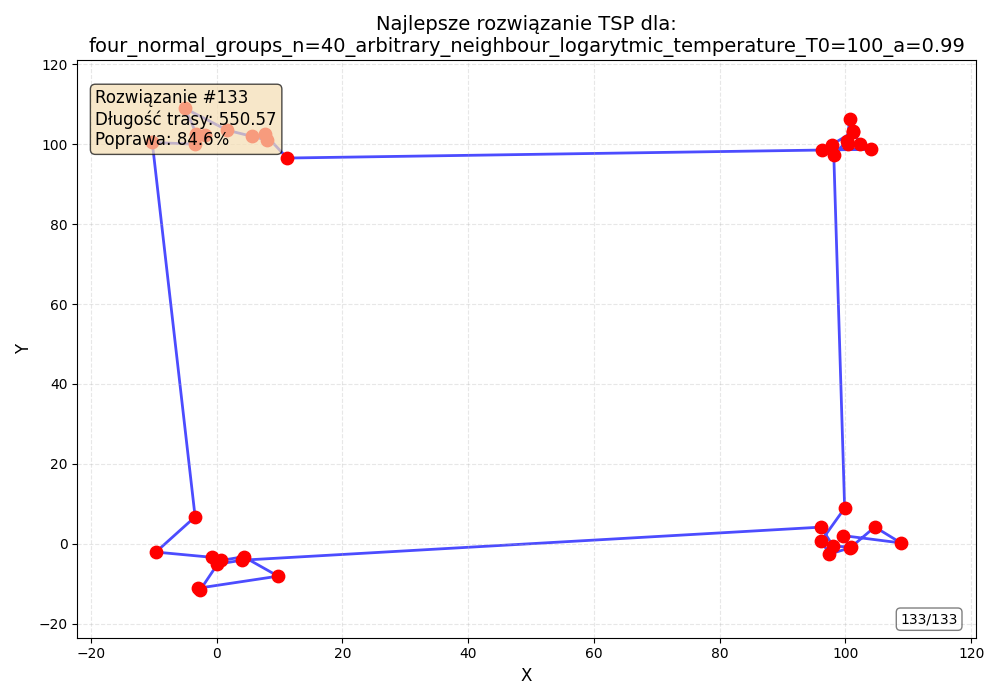 Najlepsze rozwiązanie TSP dla:
four_normal_groups_n=40_arbitrary_neighbour_logarytmic_temperature_T0=100_a=0.99
120
100
80
60
40
20
0
−20
Y
Rozwiązanie #133
Długość trasy: 550.57
Poprawa: 84.6%
133/133
−20
0
20
40
60
80
100
120
X